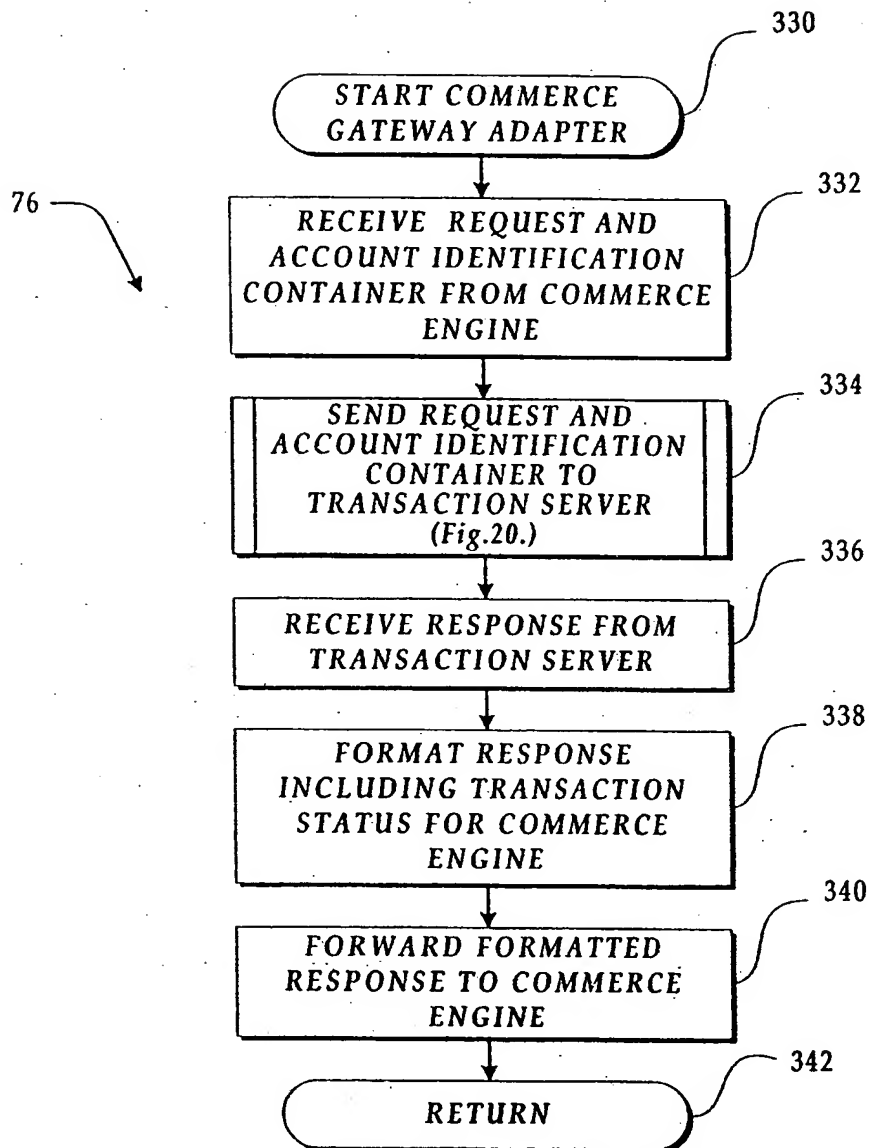 330
START COMMERCE
GATEWAY ADAPTER
76
332
RECEIVE REQUEST AND
ACCOUNT IDENTIFICATION
CONTAINER FROM COMMERCE
ENGINE
334
SEND REQUEST AND
ACCOUNT IDENTIFICATION
CONTAINER TO
TRANSACTION SERVER
(Fig.20.)
336
RECEIVE RESPONSE FROM
TRANSACTION SERVER
338
FORMAT RESPONSE
INCLUDING TRANSACTION
STATUS FOR COMMERCE
ENGINE
340
FORWARD FORMATTED
RESPONSE TO COMMERCE
ENGINE
342
RETURN